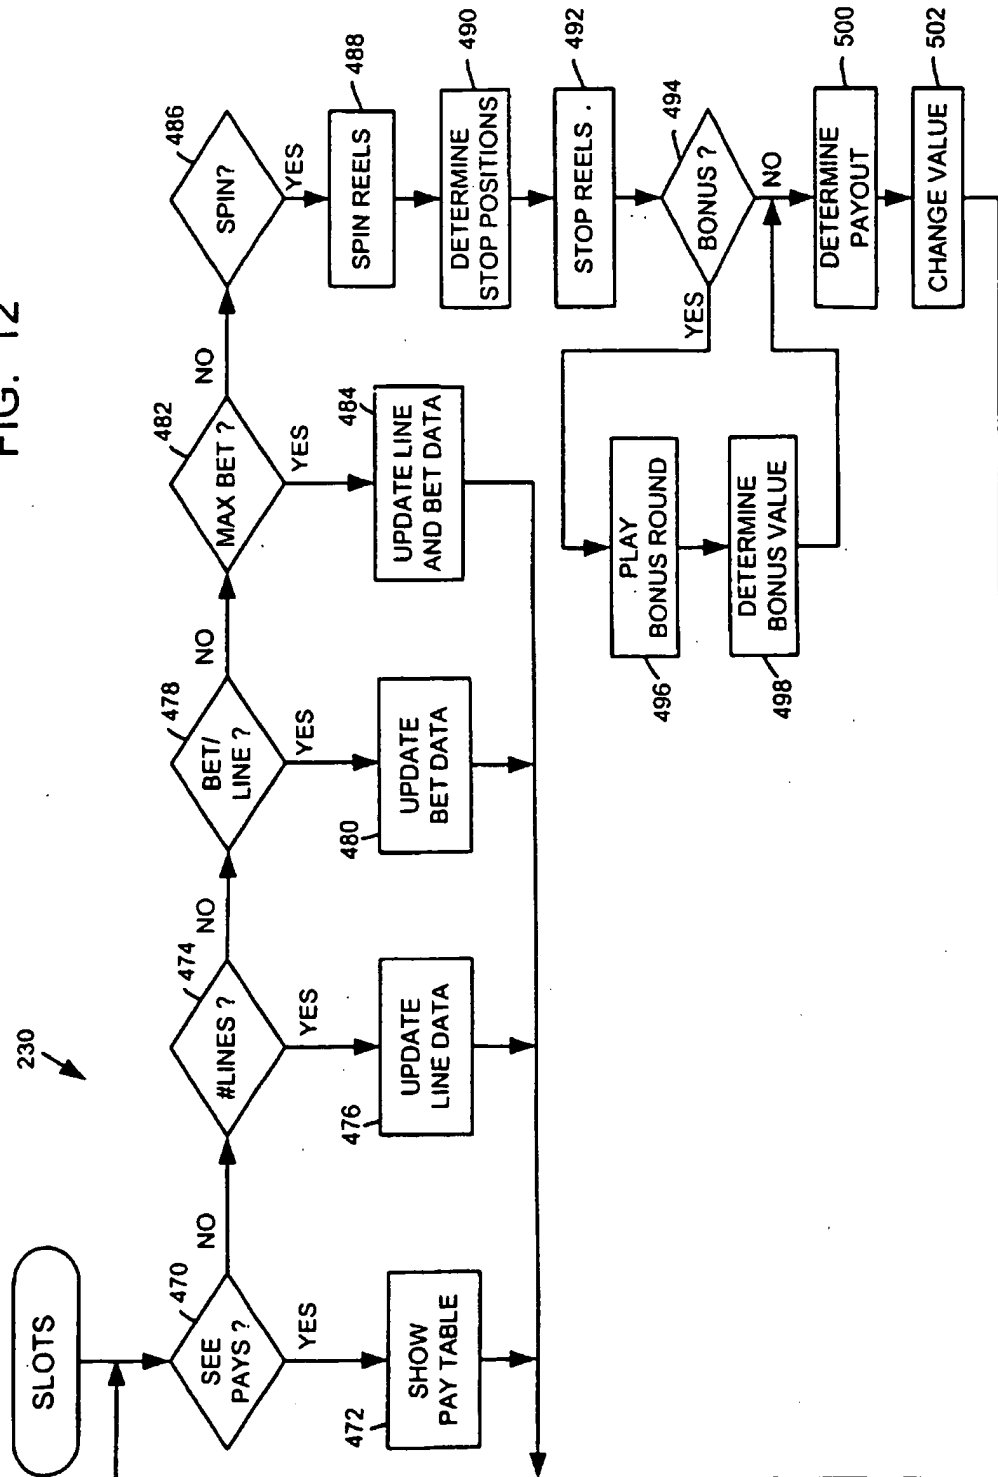 FIG. 12
230
SLOTS
470
SEE
PAYS ?
NO
YES
472
SHOW
PAY TABLE
474
#LINES ?
NO
YES
476
UPDATE
LINE DATA
478
BET/
LINE ?
NO
YES
480
UPDATE
BET DATA
482
MAX BET ?
NO
YES
484
UPDATE LINE
AND BET DATA
486
SPIN?
YES
488
SPIN REELS
490
DETERMINE
STOP POSITIONS
492
STOP REELS
494
BONUS ?
YES
NO
496
PLAY
BONUS ROUND
498
DETERMINE
BONUS VALUE
500
DETERMINE
PAYOUT
502
CHANGE VALUE